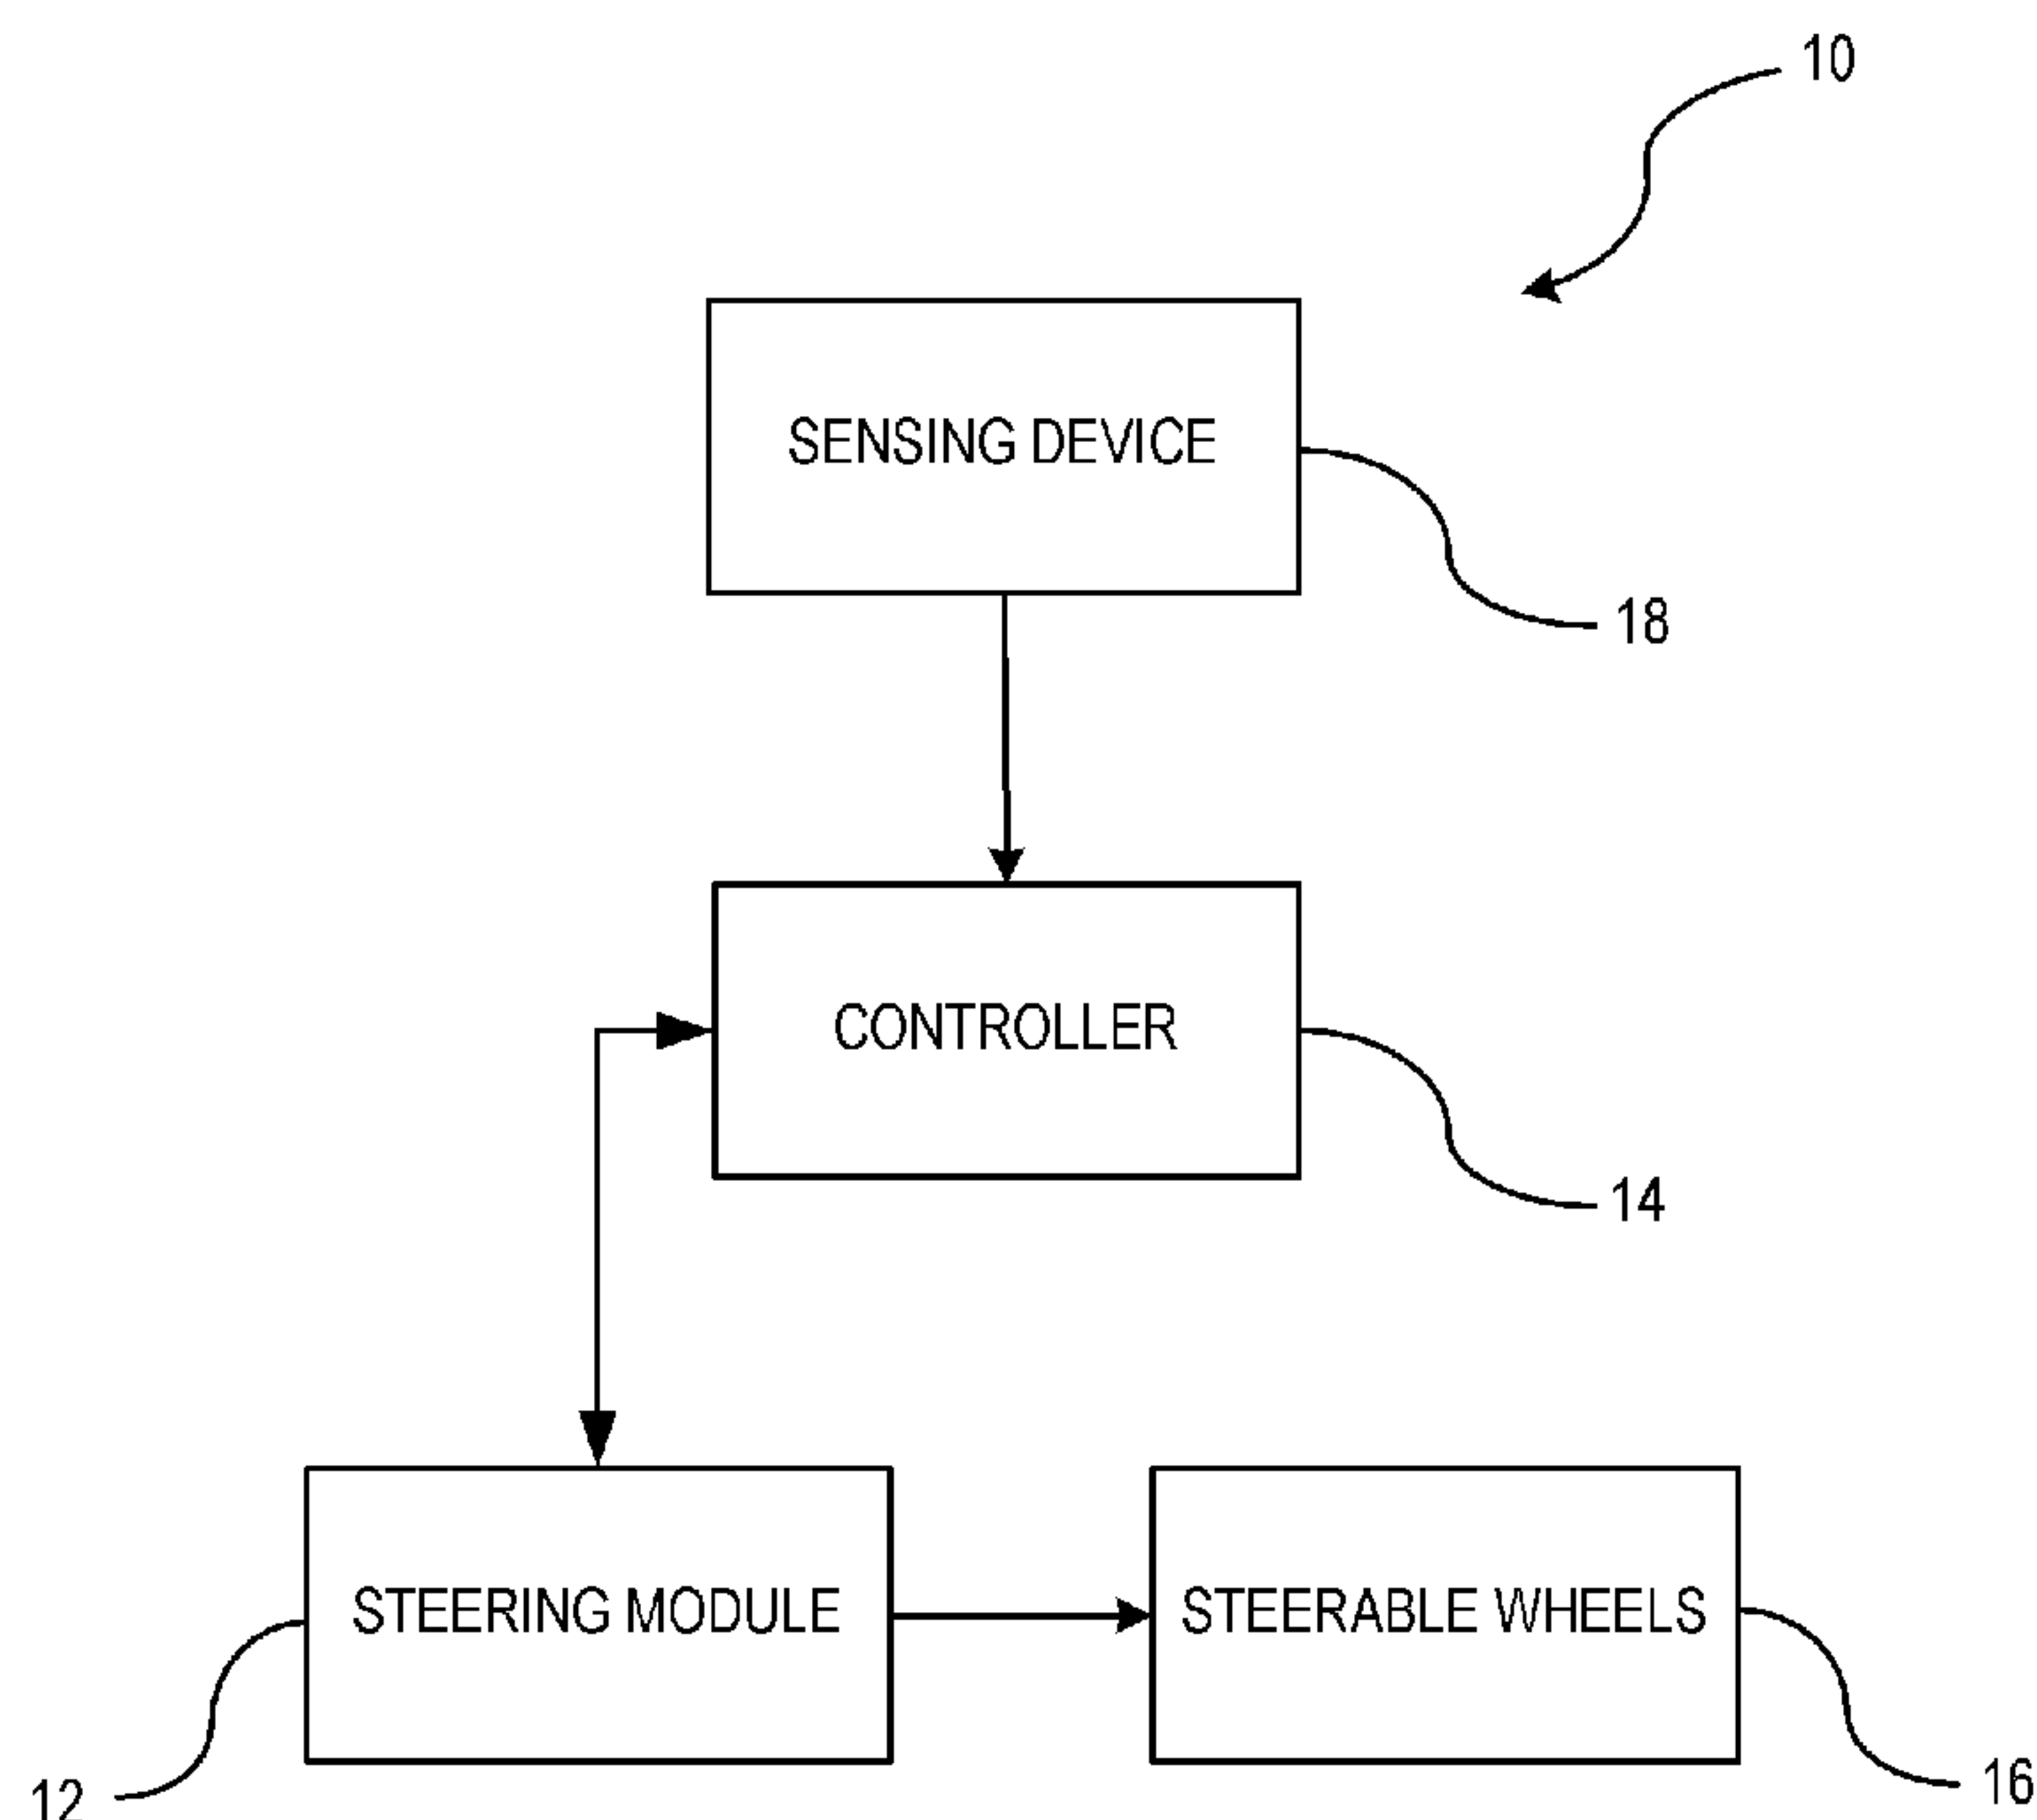 10
SENSING DEVICE
18
CONTROLLER
14
STEERING MODULE
STEERABLE WHEELS
12
16